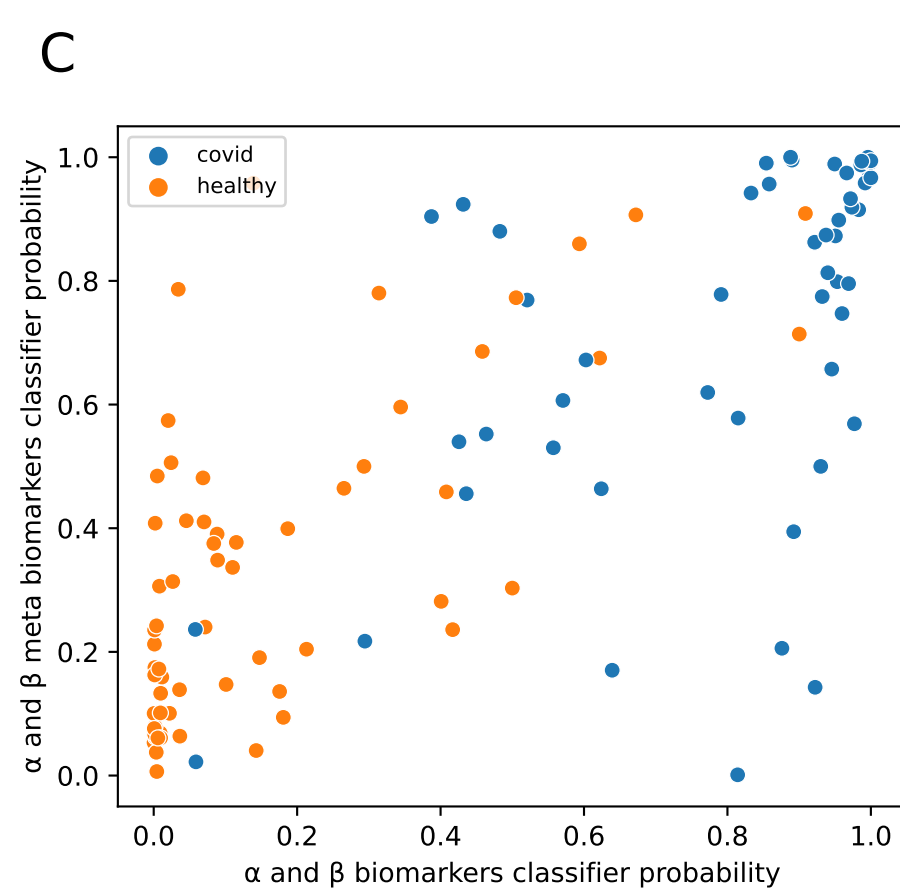 C
covid
healthy
α and β meta biomarkers classifier probability
1.0
0.8
0.6
0.4
0.2
0.0
0.0 0.2 0.4 0.6 0.8 1.0
α and β biomarkers classifier probability